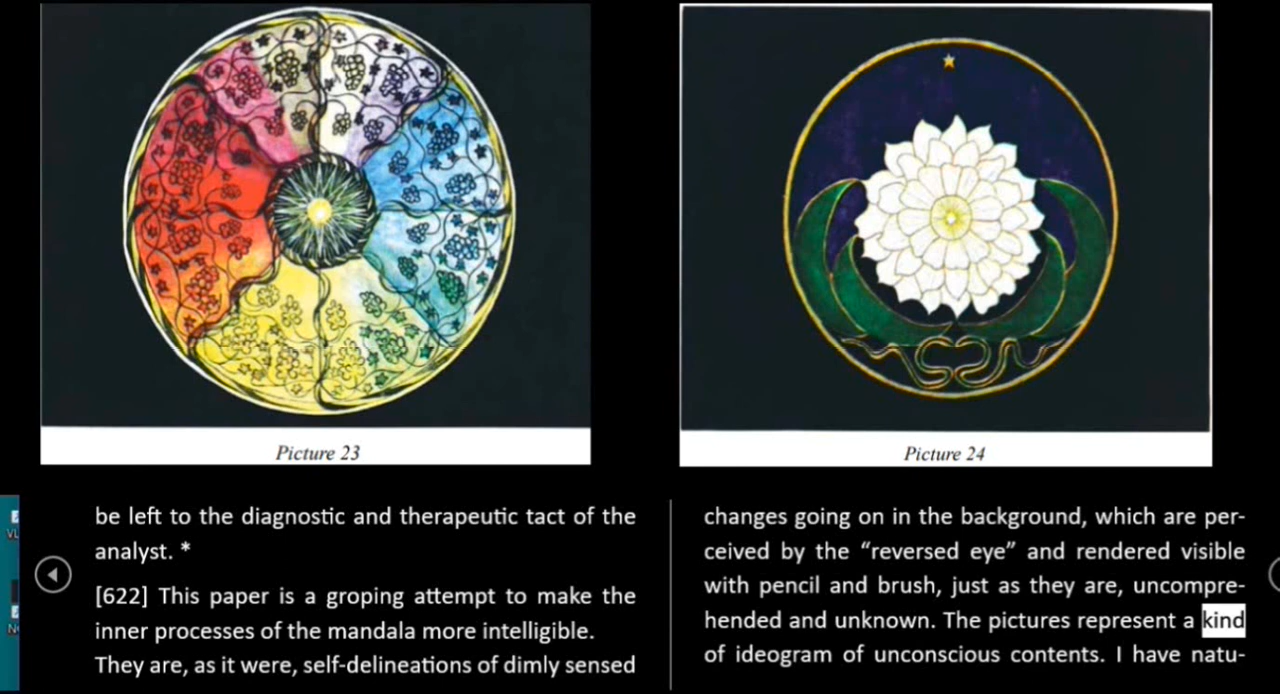 Picture 23
Picture 24
be left to the diagnostic and therapeutic tact of the
analyst. *
[622] This paper is a groping attempt to make the
inner processes of the mandala more intelligible.
They are, as it were, self-delineations of dimly sensed
changes going on in the background, which are per-
ceived by the “reversed eye” and rendered visible
with pencil and brush, just as they are, uncompre-
hended and unknown. The pictures represent a kind
of ideogram of unconscious contents. I have natu-